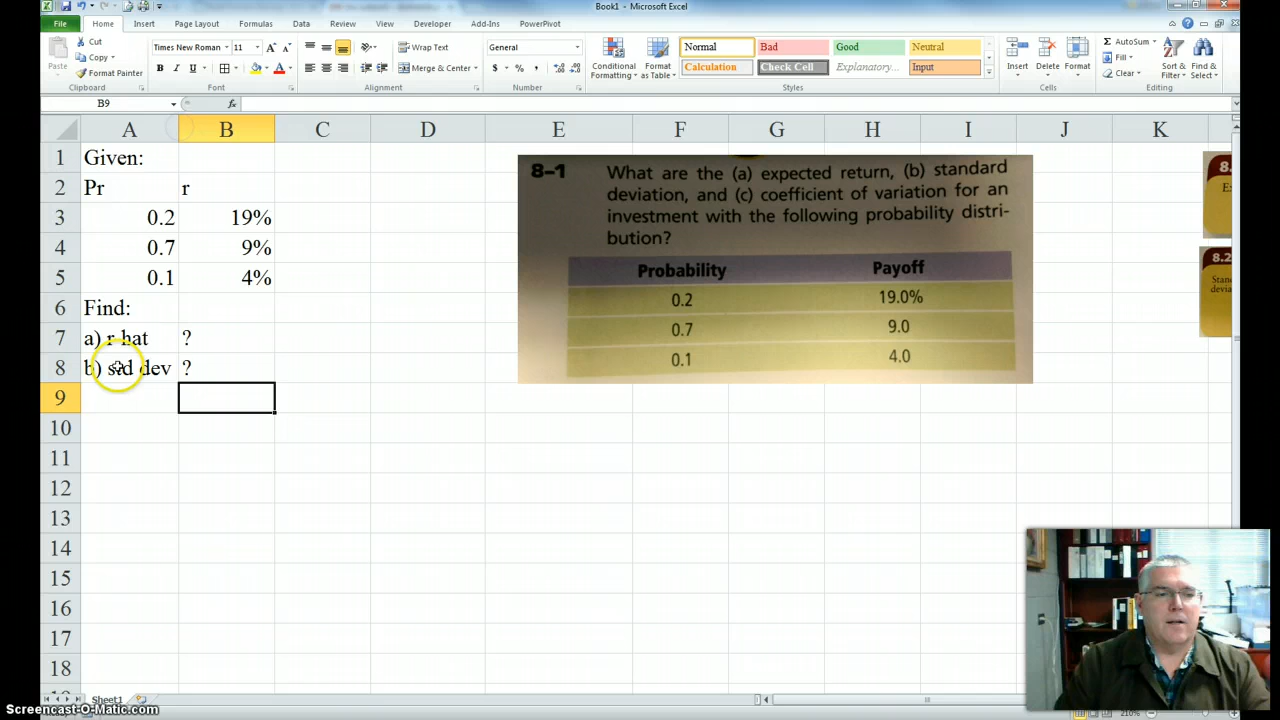 Book1 - Microsoft Excel
File Home Insert Page Layout Formulas Data Review View Developer Add-Ins PowerPivot
Cut
Copy
Format Painter
Paste
Clipboard
Times New Roman 11
B I U
Font
Wrap Text
Merge & Center
Alignment
General
$ % ,
Number
Conditional Formatting
Format as Table
Normal Bad Good Neutral
Calculation Check Cell Explanatory... Input
Styles
Insert Delete Format
Cells
AutoSum
Fill
Clear
Sort & Filter
Find & Select
Editing
B9 fx
A B C D E F G H I J K
1 Given:
2 Pr r
3 0.2 19%
4 0.7 9%
5 0.1 4%
6 Find:
7 a) r hat ?
8 b) std dev ?
9
10
11
12
13
14
15
16
17
18
8-1 What are the (a) expected return, (b) standard
deviation, and (c) coefficient of variation for an
investment with the following probability distri-
bution?
Probability Payoff
0.2 19.0%
0.7 9.0
0.1 4.0
8.
8.2
Sheet1
210%
Screencast-O-Matic.com